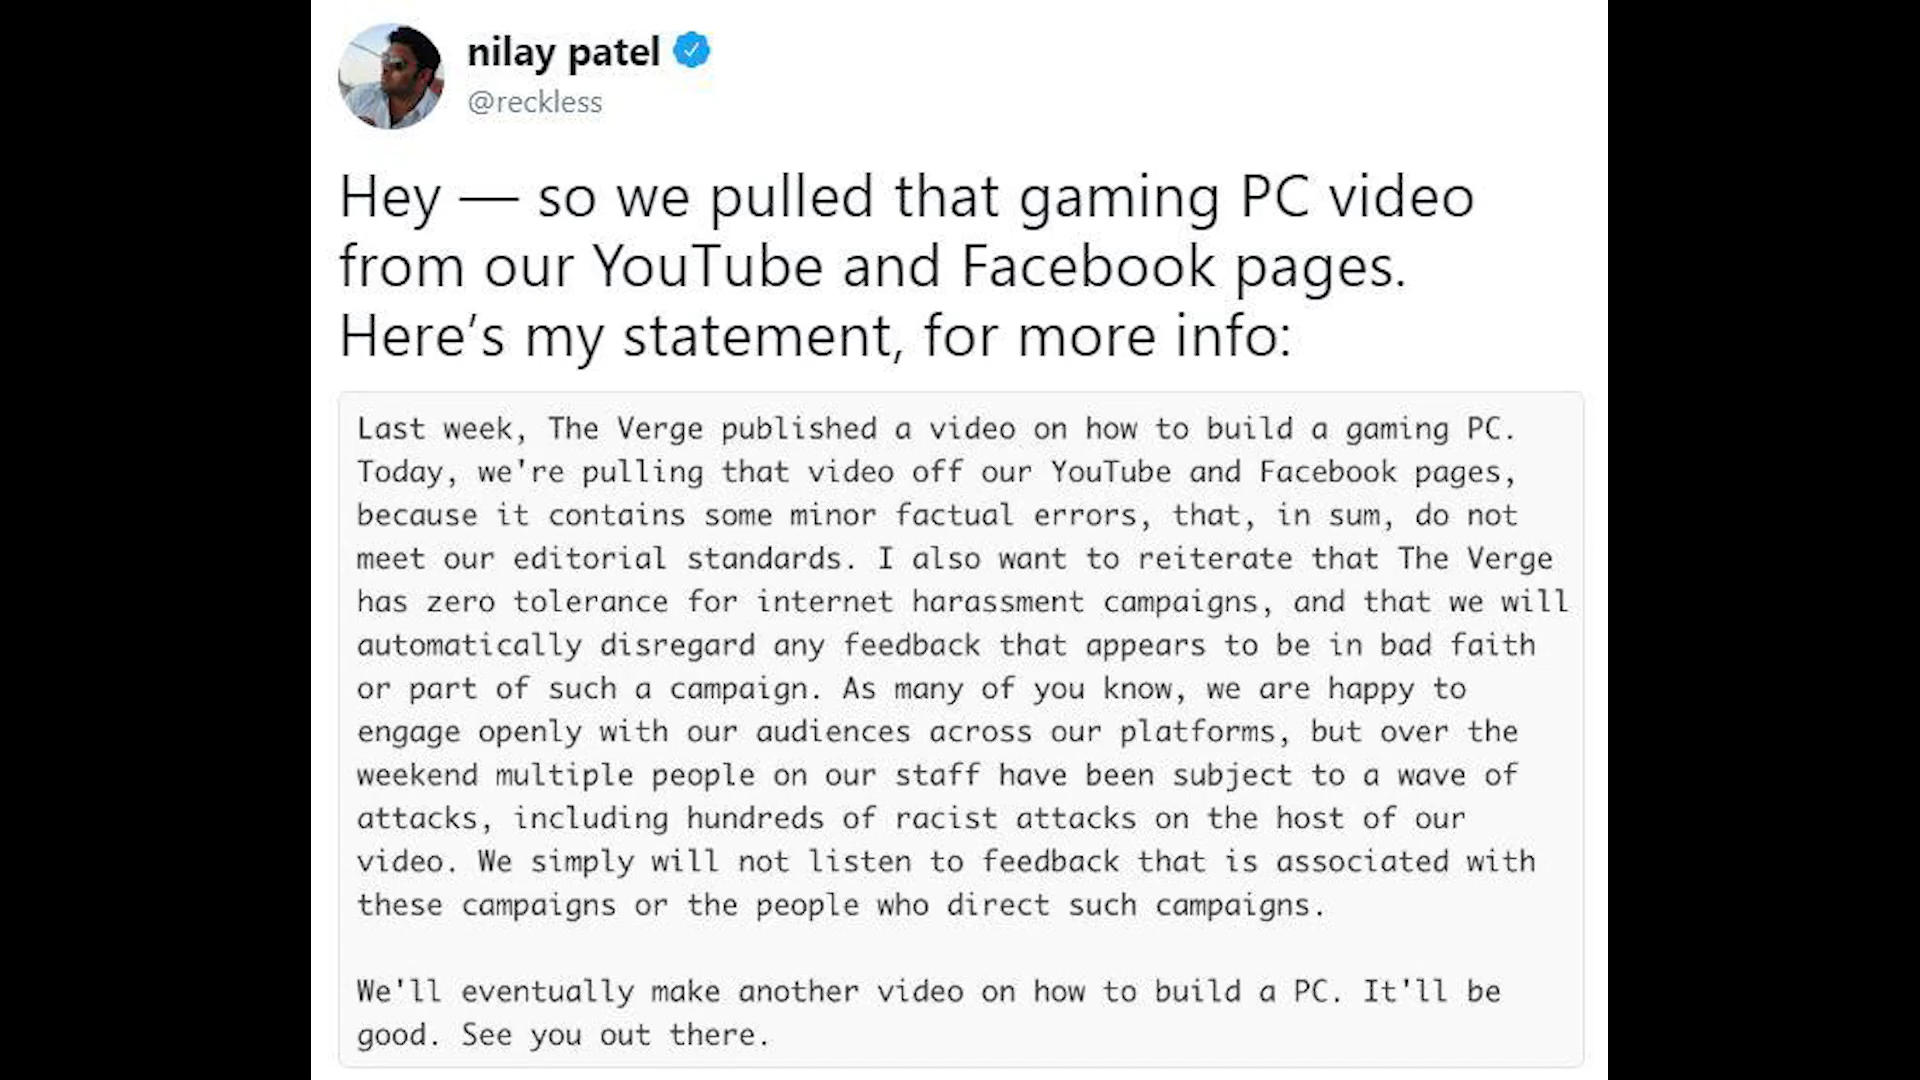 nilay patel
@reckless
Hey — so we pulled that gaming PC video
from our YouTube and Facebook pages.
Here’s my statement, for more info:
Last week, The Verge published a video on how to build a gaming PC.
Today, we're pulling that video off our YouTube and Facebook pages,
because it contains some minor factual errors, that, in sum, do not
meet our editorial standards. I also want to reiterate that The Verge
has zero tolerance for internet harassment campaigns, and that we will
automatically disregard any feedback that appears to be in bad faith
or part of such a campaign. As many of you know, we are happy to
engage openly with our audiences across our platforms, but over the
weekend multiple people on our staff have been subject to a wave of
attacks, including hundreds of racist attacks on the host of our
video. We simply will not listen to feedback that is associated with
these campaigns or the people who direct such campaigns.
We'll eventually make another video on how to build a PC. It'll be
good. See you out there.